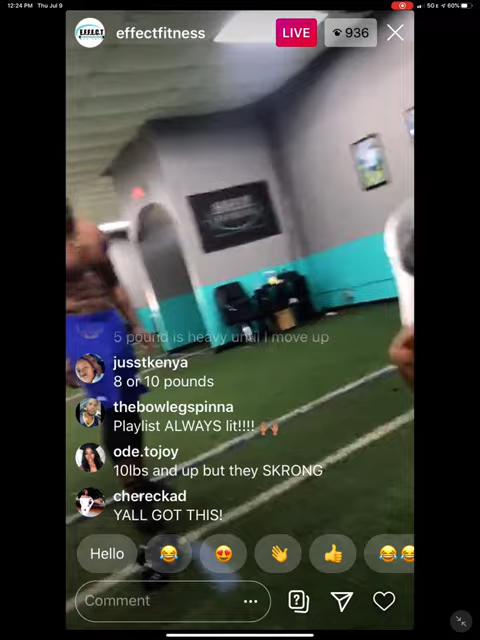 12:24 PM Thu Jul 9
5G 60%
effectfitness
LIVE
936
5 pound is heavy until I move up
jusstkenya
8 or 10 pounds
thebowlegspinna
Playlist ALWAYS lit!!!! 🙌🏽
ode.tojoy
10lbs and up but they SKRONG
chereckad
YALL GOT THIS!
Hello
Comment